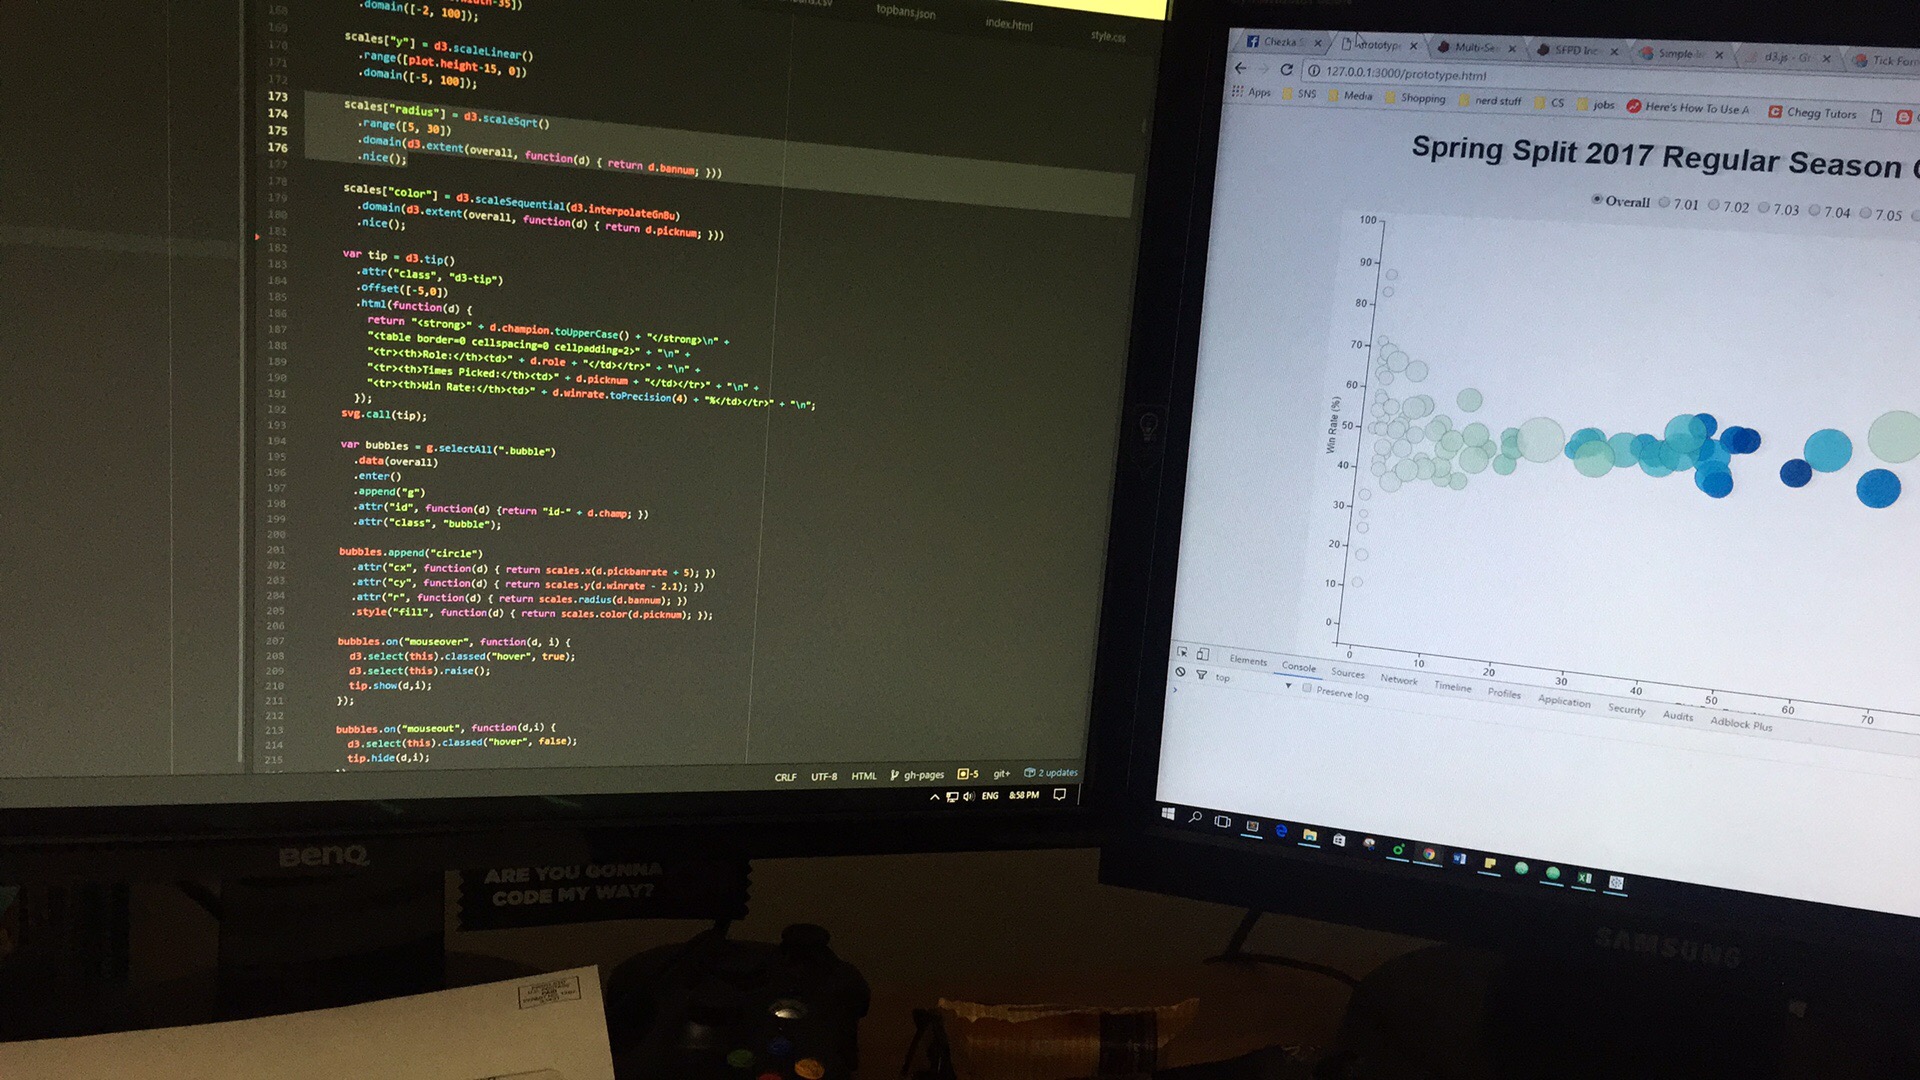 topbans.json
index.html
style.css
168 .domain([-2, 100]);
169
170 scales["y"] = d3.scaleLinear()
171 .range([plot.height-15, 0])
172 .domain([-5, 100]);
173
174 scales["radius"] = d3.scaleSqrt()
175 .range([5, 30])
176 .domain(d3.extent(overall, function(d) { return d.bannum; }))
177 .nice();
178
179 scales["color"] = d3.scaleSequential(d3.interpolateGnBu)
180 .domain(d3.extent(overall, function(d) { return d.picknum; }))
181 .nice();
182
183 var tip = d3.tip()
184 .attr("class", "d3-tip")
185 .offset([-5,0])
186 .html(function(d) {
187 return "<strong>" + d.champion.toUpperCase() + "</strong>\n" +
188 "<table border=0 cellspacing=0 cellpadding=2>" + "\n" +
189 "<tr><th>Role:</th><td>" + d.role + "</td></tr>" + "\n" +
190 "<tr><th>Times Picked:</th><td>" + d.picknum + "</td></tr>" + "\n" +
191 "<tr><th>Win Rate:</th><td>" + d.winrate.toPrecision(4) + "%</td></tr>" + "\n";
192 });
193 svg.call(tip);
194
195 var bubbles = g.selectAll(".bubble")
196 .data(overall)
197 .enter()
198 .append("g")
199 .attr("id", function(d) {return "id-" + d.champ; })
200 .attr("class", "bubble");
201
202 bubbles.append("circle")
203 .attr("cx", function(d) { return scales.x(d.pickbanrate + 5); })
204 .attr("cy", function(d) { return scales.y(d.winrate - 2.1); })
205 .attr("r", function(d) { return scales.radius(d.bannum); })
206 .style("fill", function(d) { return scales.color(d.picknum); });
207
208 bubbles.on("mouseover", function(d, i) {
209 d3.select(this).classed("hover", true);
210 d3.select(this).raise();
211 tip.show(d,i);
212 });
213
214 bubbles.on("mouseout", function(d,i) {
215 d3.select(this).classed("hover", false);
tip.hide(d,i);
CRLF UTF-8 HTML gh-pages -5 git+ 2 updates
ENG 8:58 PM
BenQ
ARE YOU GONNA
CODE MY WAY?
Chezka Prototype Multi-Se SFPD Inc Simple d3.js - Gr Tick Form
127.0.0.1:3000/prototype.html
Apps SNS Media Shopping nerd stuff CS jobs Here's How To Use A Chegg Tutors
Spring Split 2017 Regular Season
Overall 7.01 7.02 7.03 7.04 7.05
100
90
80
70
60
50
40
30
20
10
0
Win Rate (%)
0 10 20 30 40 50 60 70
Elements Console Sources Network Timeline Profiles Application Security Audits Adblock Plus
top Preserve log
SAMSUNG